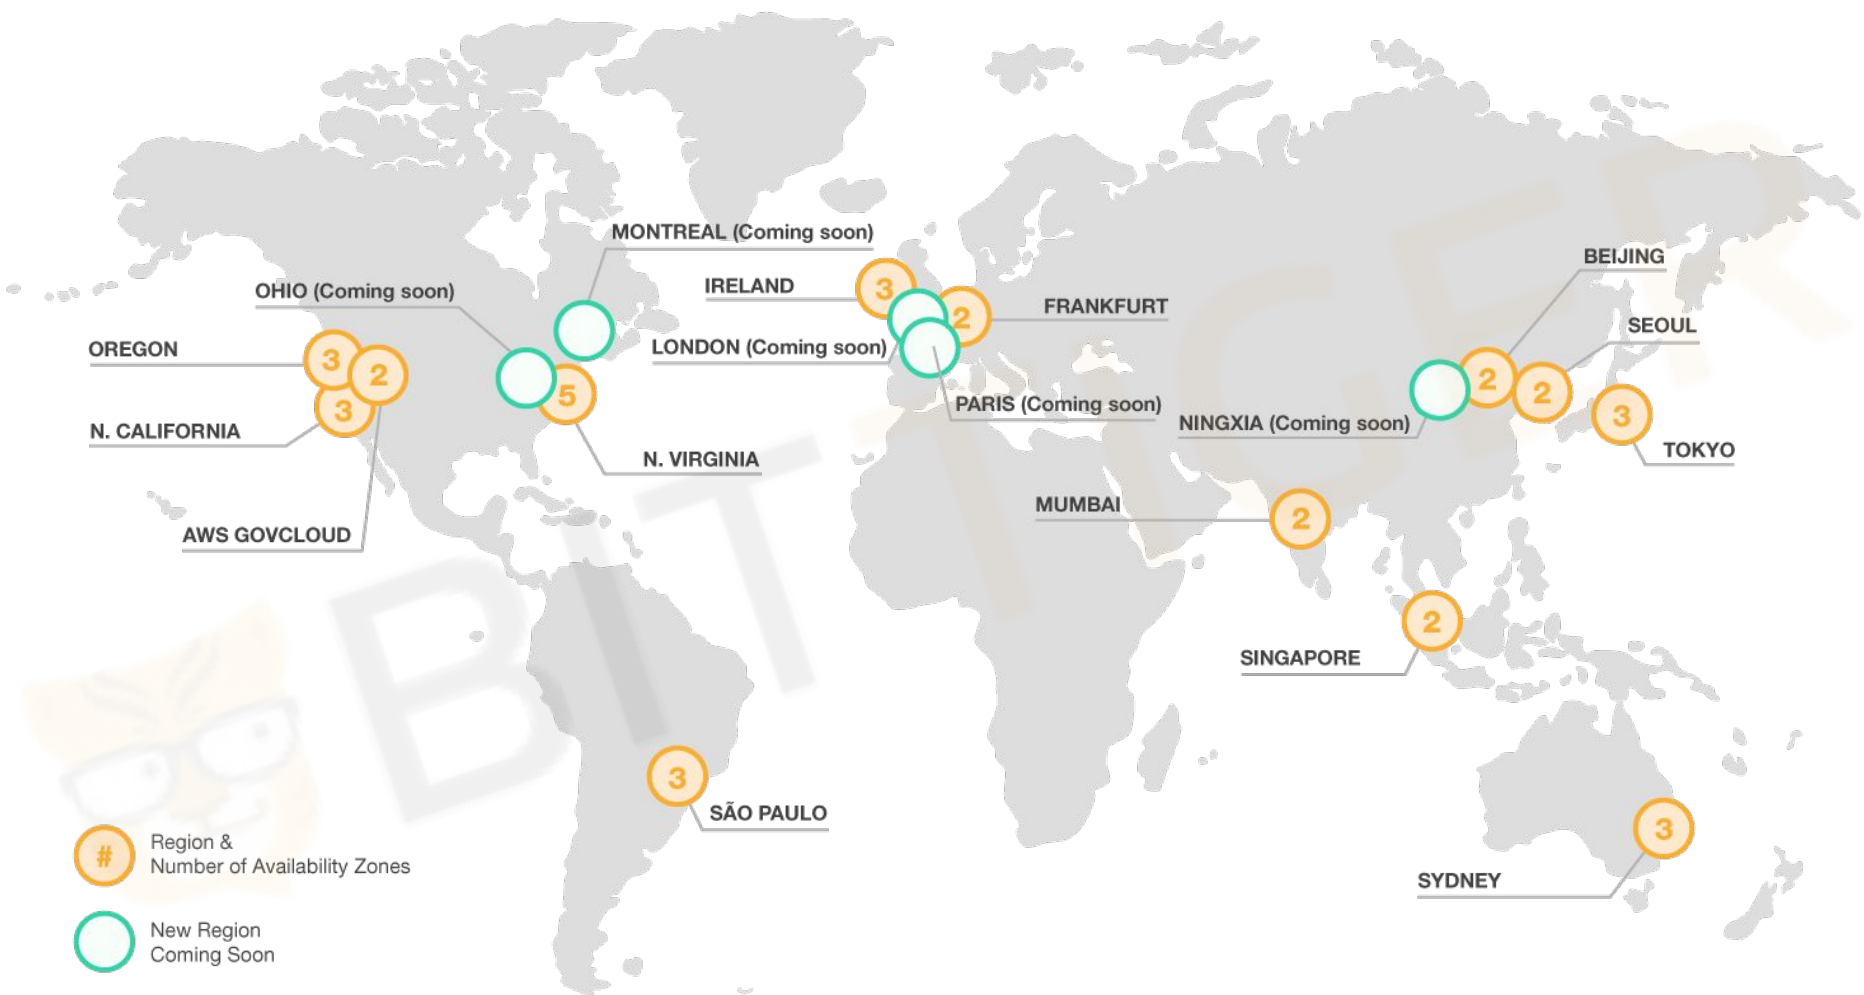 MONTREAL (Coming soon)
BEIJING
IRELAND
OHIO (Coming soon)
3
FRANKFURT
2
SEOUL
OREGON
LONDON (Coming soon)
3
2
2
2
5
3
3
PARIS (Coming soon)
NINGXIA (Coming soon)
N. CALIFORNIA
TOKYO
N. VIRGINIA
MUMBAI
2
AWS GOVCLOUD
2
SINGAPORE
3
SÃO PAULO
3
SYDNEY
#
Region &
Number of Availability Zones
New Region
Coming Soon
BITTIGER